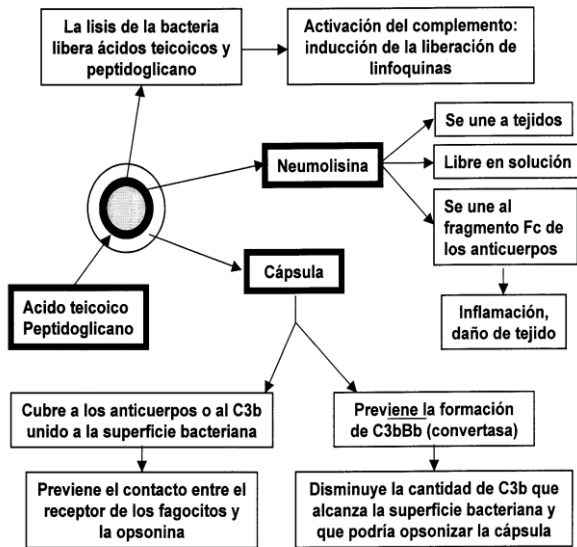 La lisis de la bacteria
libera ácidos teicoicos y
peptidoglicano
Activación del complemento:
inducción de la liberación de
linfoquinas
Se une a tejidos
Neumolisina
Libre en solución
Se une al
fragmento Fc de
los anticuerpos
Cápsula
Acido teicoico
Peptidoglicano
Inflamación,
daño de tejido
Cubre a los anticuerpos o al C3b
unido a la superficie bacteriana
Previene la formación
de C3bBb (convertasa)
Previene el contacto entre el
receptor de los fagocitos y
la opsonina
Disminuye la cantidad de C3b que
alcanza la superficie bacteriana y
que podría opsonizar la cápsula